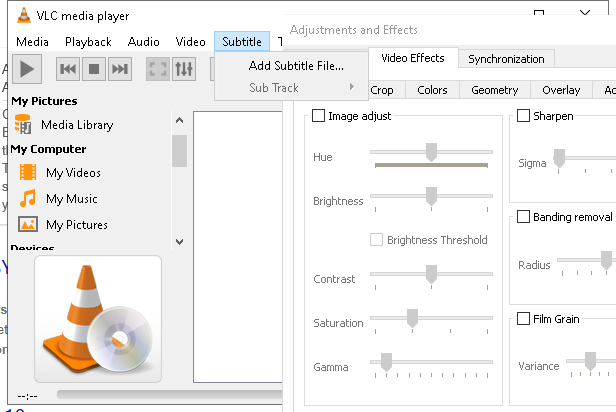 VLC media player
Media Playback Audio Video Subtitle
Adjustments and Effects
Video Effects Synchronization
Add Subtitle File...
Sub Track
Crop Colors Geometry Overlay
My Pictures
Media Library
My Computer
My Videos
My Music
My Pictures
Devices
Image adjust
Hue
Brightness
Brightness Threshold
Contrast
Saturation
Gamma
Sharpen
Sigma
Banding removal
Radius
Film Grain
Variance
--:--